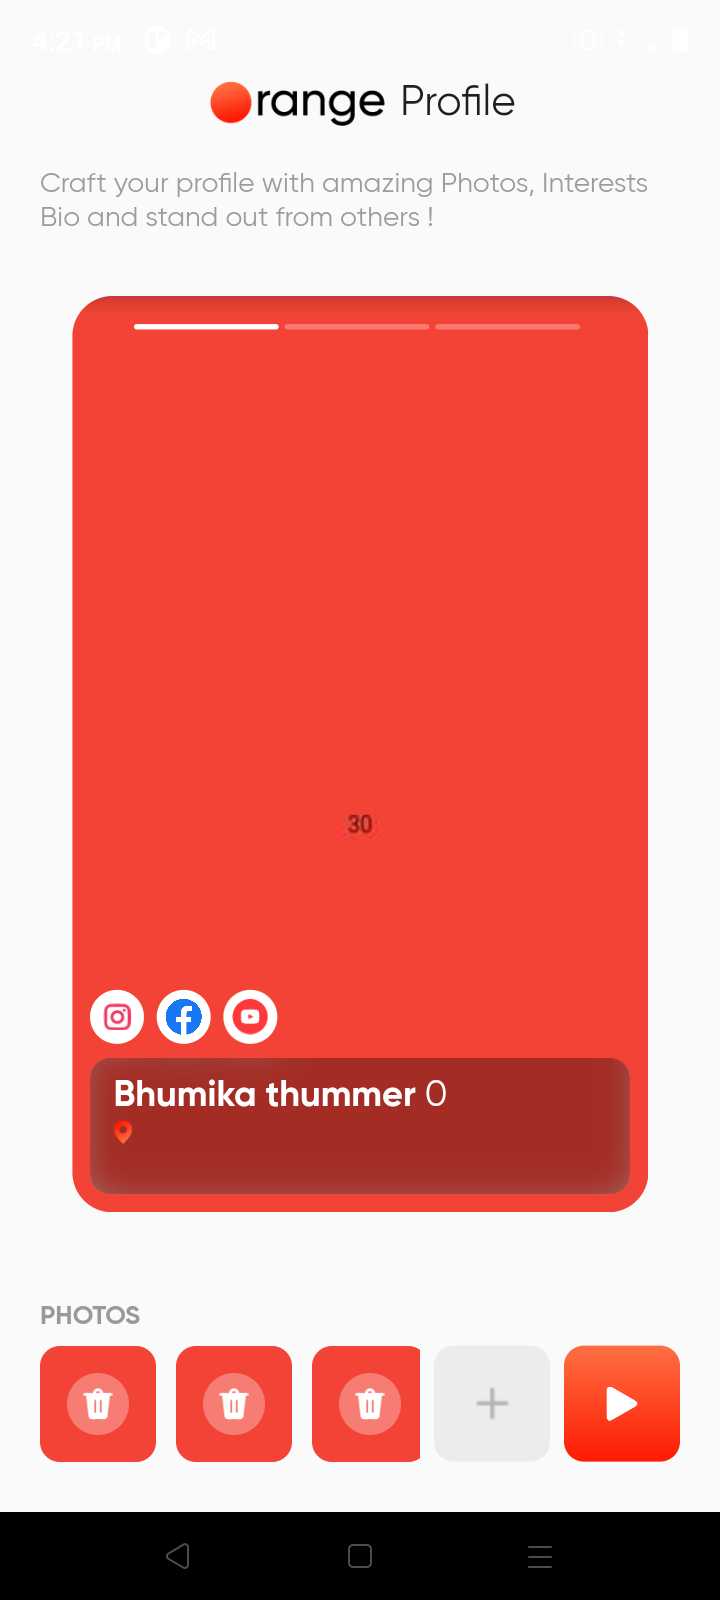 4:21 PM
Orange Profile
Craft your profile with amazing Photos, Interests
Bio and stand out from others !
30
Bhumika thummer 0
PHOTOS